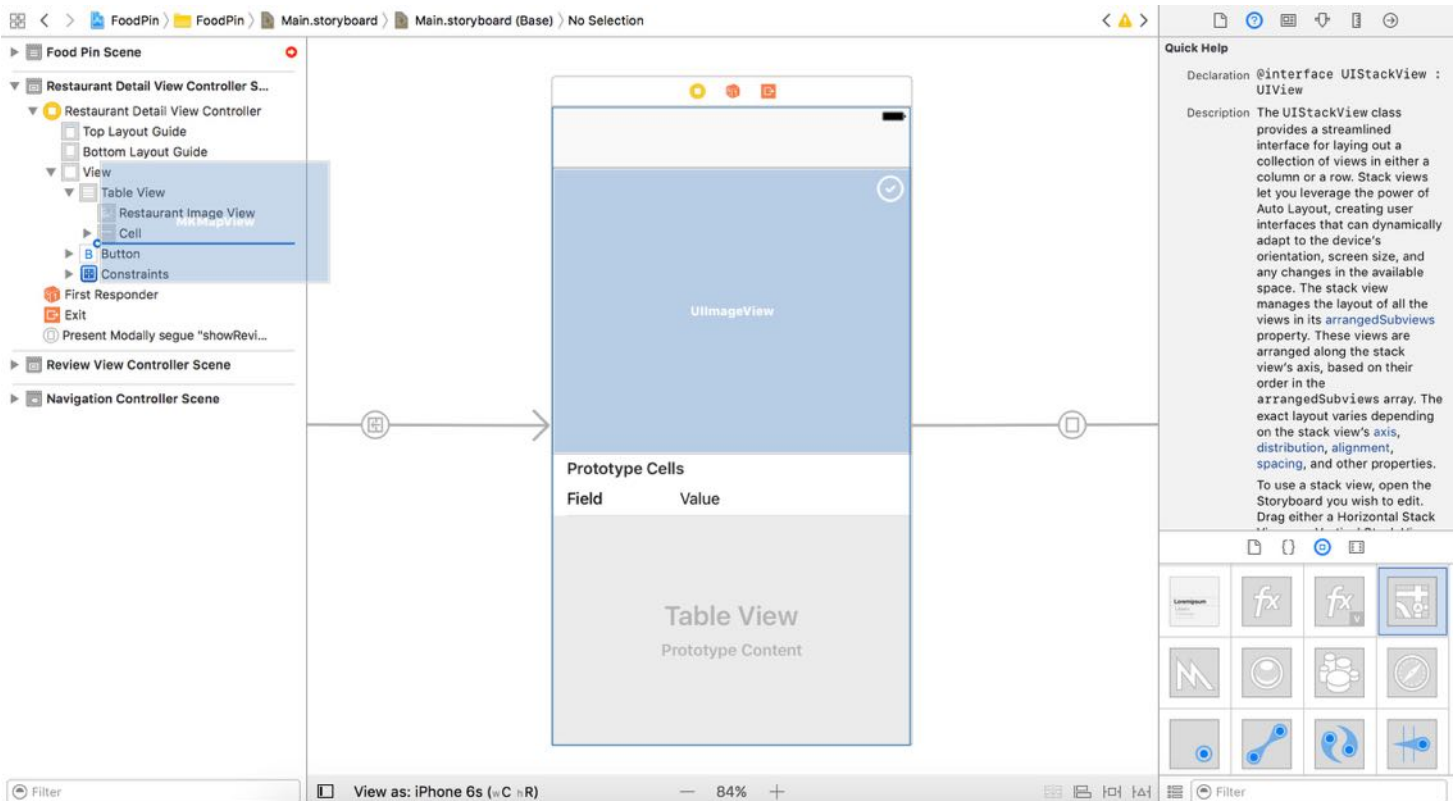 FoodPin
FoodPin
Main.storyboard
Main.storyboard (Base)
No Selection
Food Pin Scene
Restaurant Detail View Controller S...
Restaurant Detail View Controller
Top Layout Guide
Bottom Layout Guide
View
Table View
Restaurant Image View
MKMapView
Cell
B Button
Constraints
First Responder
Exit
Present Modally segue "showRevi...
Review View Controller Scene
Navigation Controller Scene
Filter
UIImageView
Prototype Cells
Field Value
Table View
Prototype Content
View as: iPhone 6s (wC hR)
— 84% +
Quick Help
Declaration @interface UIStackView :
UIView
Description The UIStackView class
provides a streamlined
interface for laying out a
collection of views in either a
column or a row. Stack views
let you leverage the power of
Auto Layout, creating user
interfaces that can dynamically
adapt to the device's
orientation, screen size, and
any changes in the available
space. The stack view
manages the layout of all the
views in its arrangedSubviews
property. These views are
arranged along the stack
view's axis, based on their
order in the
arrangedSubviews array. The
exact layout varies depending
on the stack view's axis,
distribution, alignment,
spacing, and other properties.
To use a stack view, open the
Storyboard you wish to edit.
Drag either a Horizontal Stack
{}
fx
fx
V
Filter